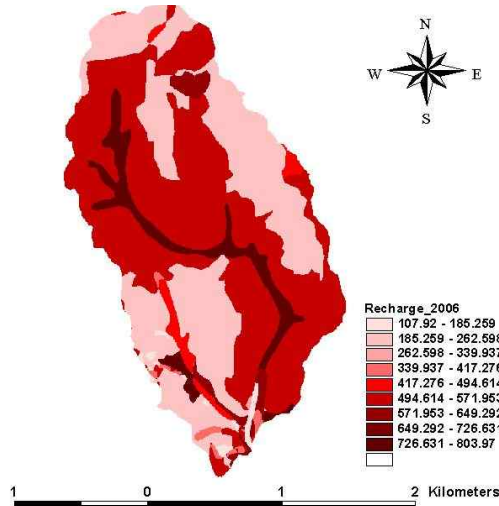 N
W E
S
Recharge_2006
107.92 - 185.259
185.259 - 262.598
262.598 - 339.937
339.937 - 417.276
417.276 - 494.614
494.614 - 571.953
571.953 - 649.292
649.292 - 726.631
726.631 - 803.97
1 0 1 2 Kilometers